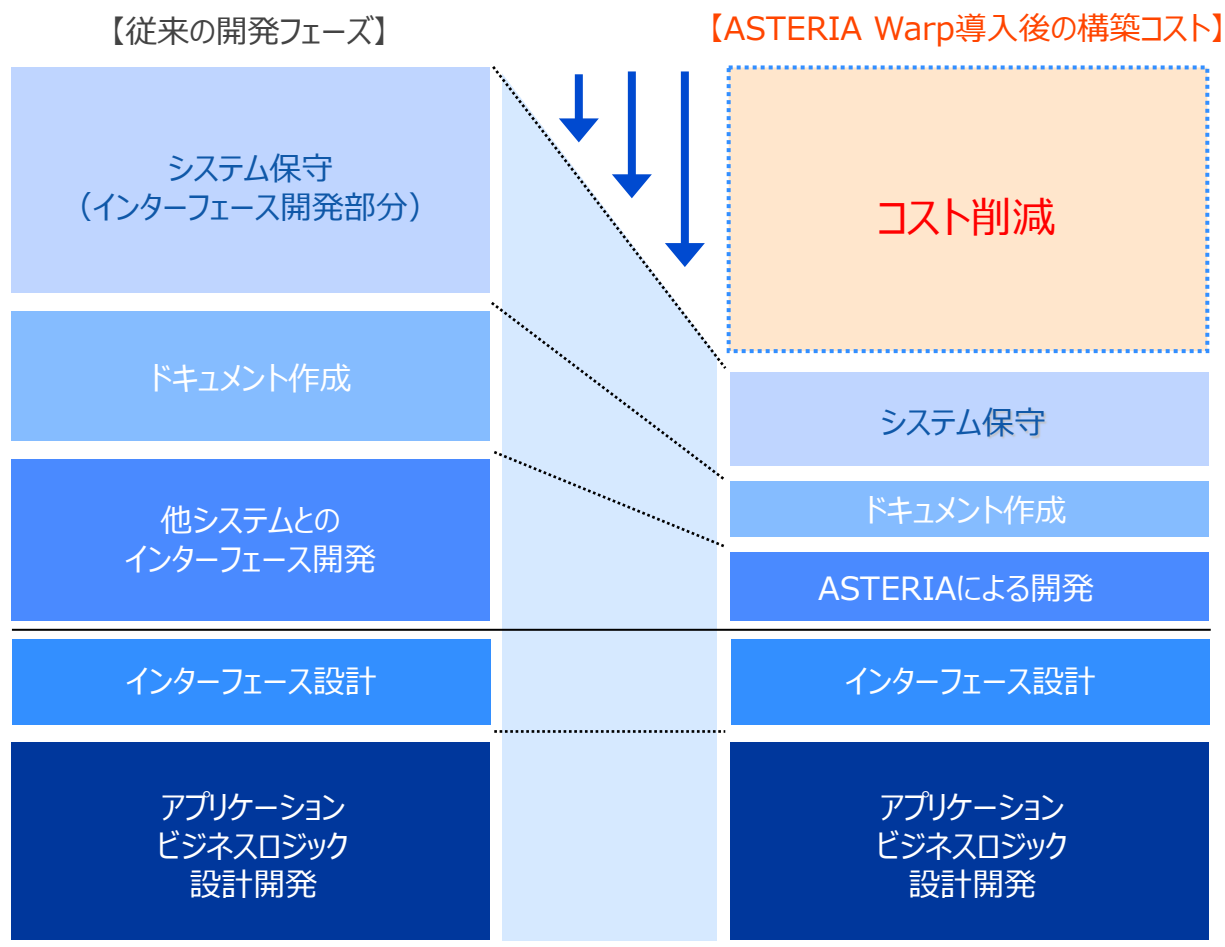 【従来の開発フェーズ】
【ASTERIA Warp導入後の構築コスト】
システム保守
（インターフェース開発部分）
ドキュメント作成
他システムとの
インターフェース開発
インターフェース設計
アプリケーション
ビジネスロジック
設計開発
コスト削減
システム保守
ドキュメント作成
ASTERIAによる開発
インターフェース設計
アプリケーション
ビジネスロジック
設計開発